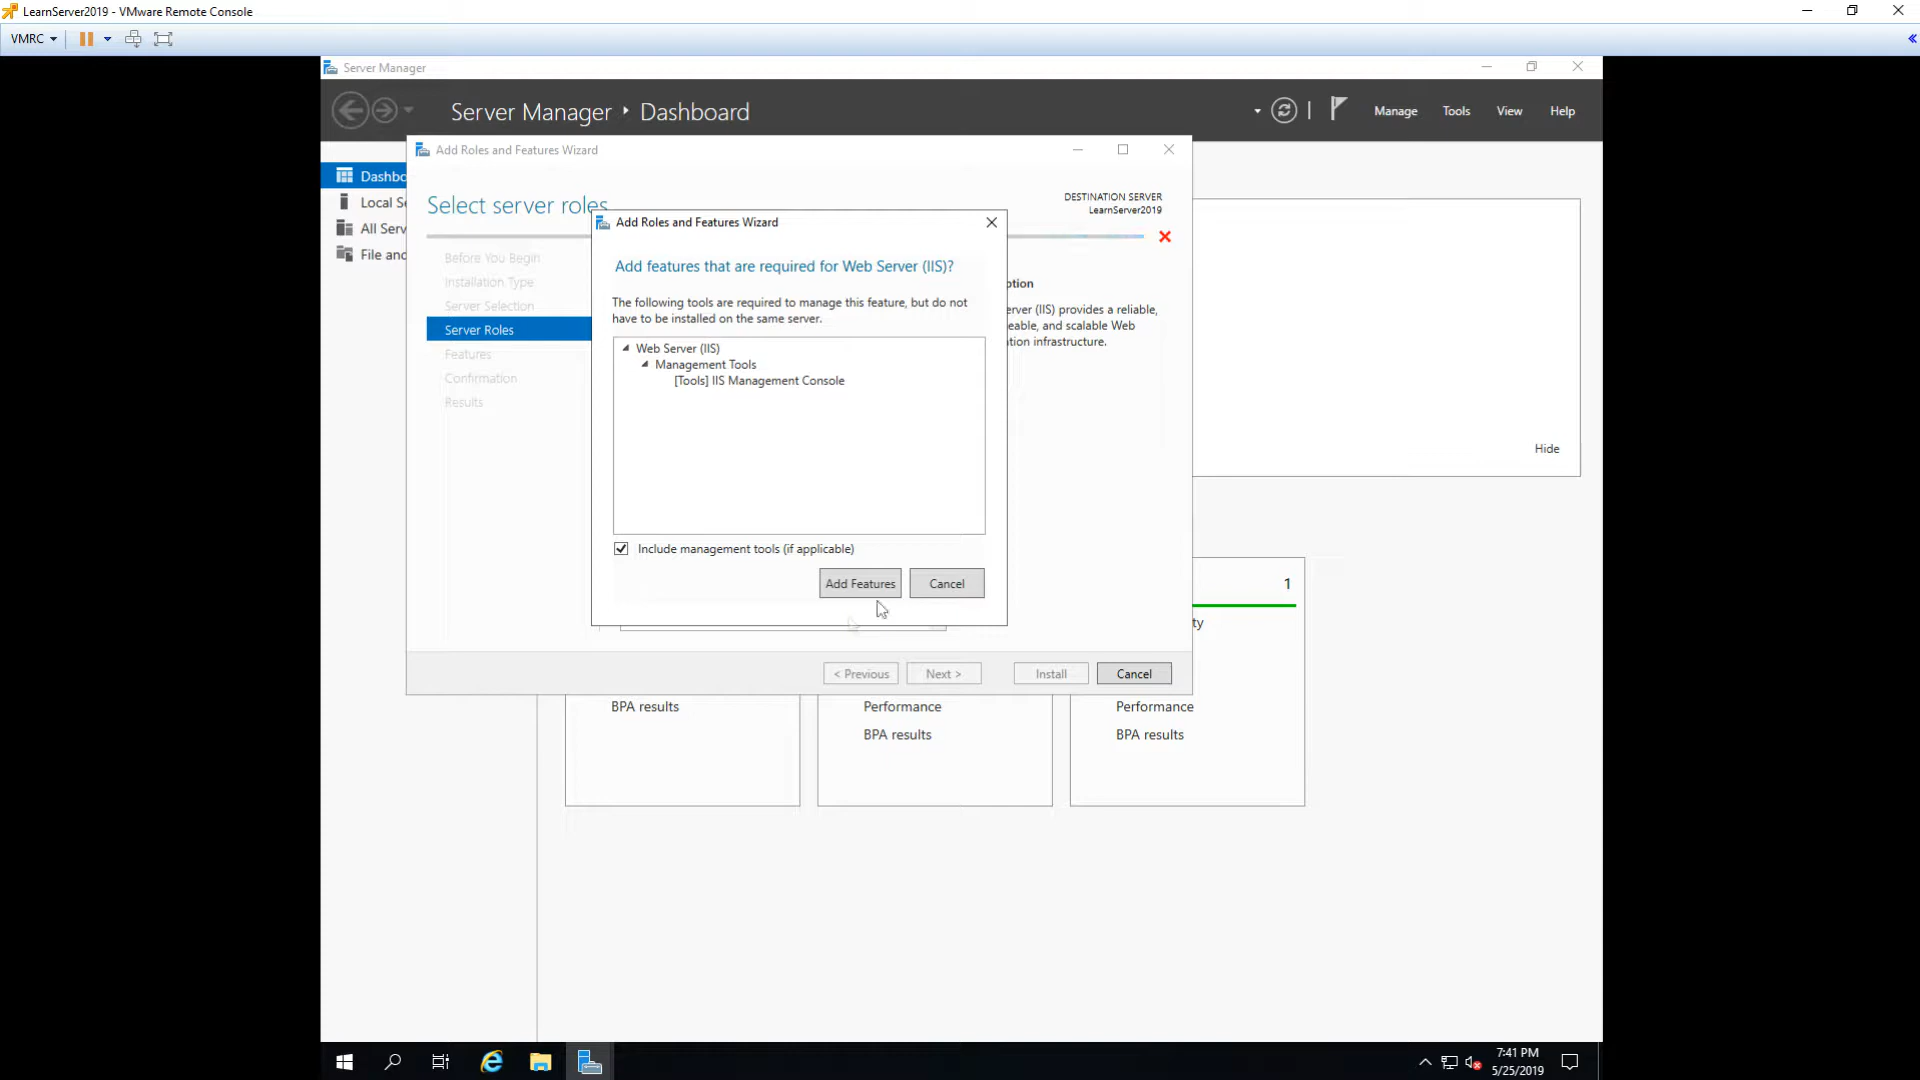 LearnServer2019 - VMware Remote Console
VMRC
Server Manager
Server Manager Dashboard
Manage Tools View Help
Add Roles and Features Wizard
Dashbo
Local Se
All Serv
File and
Select server roles
DESTINATION SERVER
LearnServer2019
Before You Begin
Installation Type
Server Selection
Server Roles
Features
Confirmation
Results
Add Roles and Features Wizard
Add features that are required for Web Server (IIS)?
The following tools are required to manage this feature, but do not
have to be installed on the same server.
Web Server (IIS)
Management Tools
[Tools] IIS Management Console
Include management tools (if applicable)
Add Features Cancel
ption
erver (IIS) provides a reliable,
eable, and scalable Web
tion infrastructure.
Hide
1
ty
< Previous Next > Install Cancel
BPA results
Performance
BPA results
Performance
BPA results
7:41 PM
5/25/2019